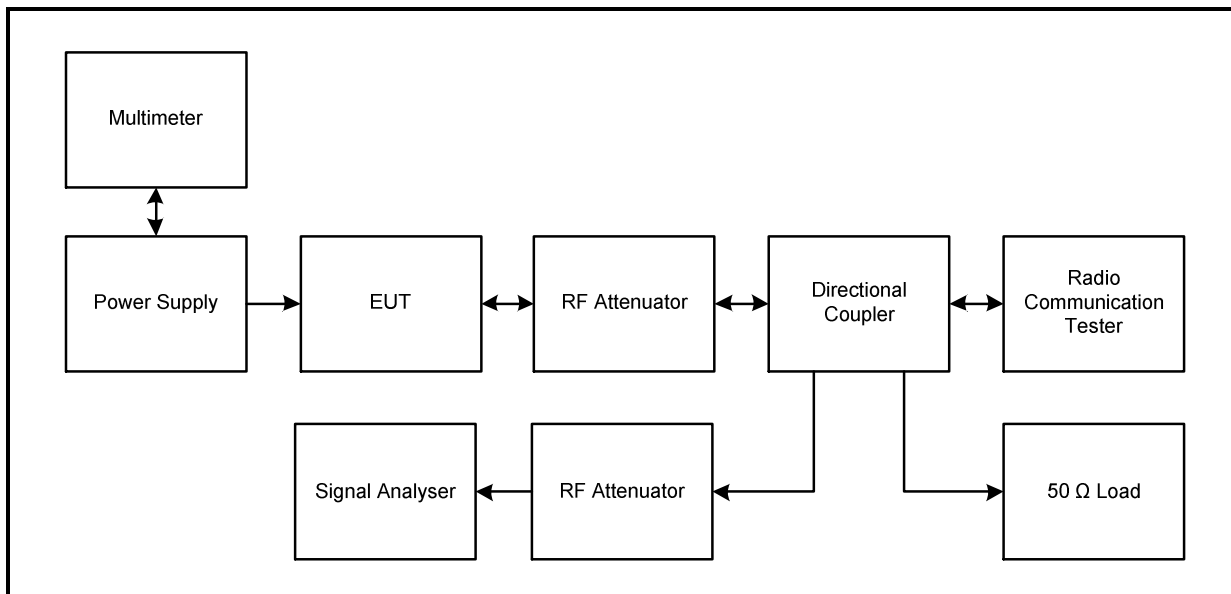 Multimeter
Power Supply
EUT
RF Attenuator
Directional
Coupler
Radio
Communication
Tester
Signal Analyser
RF Attenuator
50 Ω Load